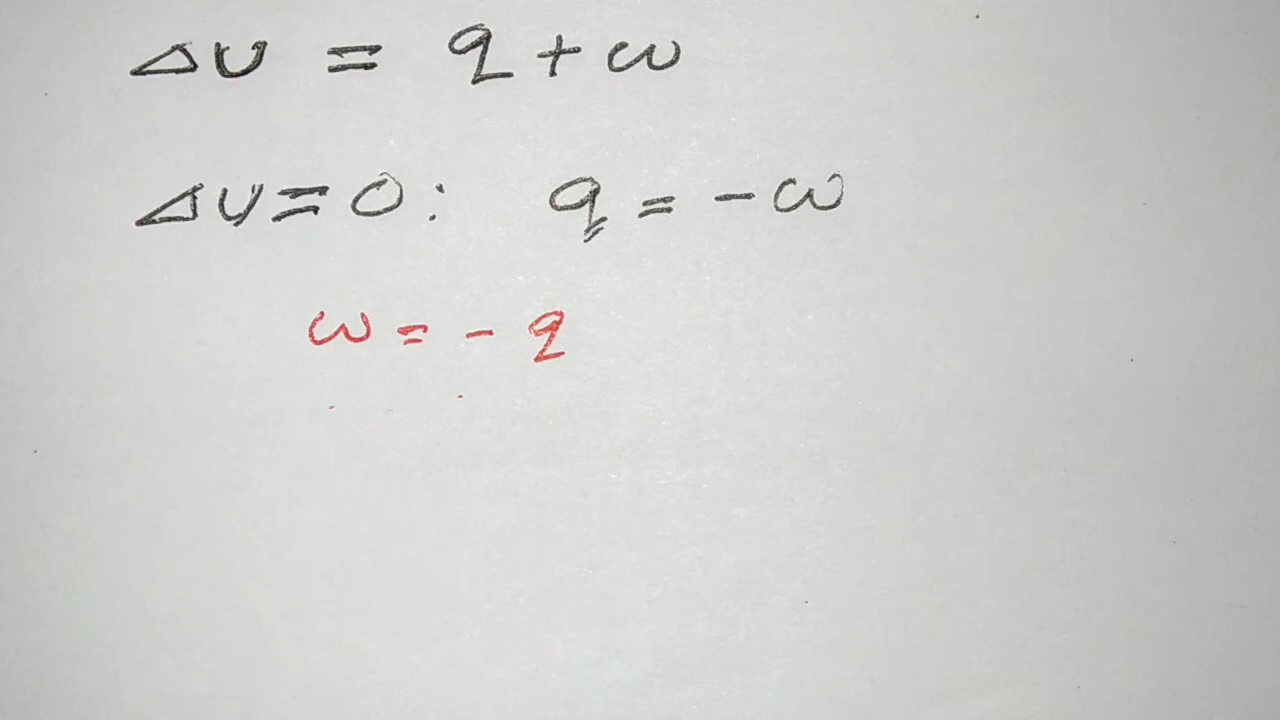 ΔU = q + w
ΔU = 0 : q = - w
w = - q